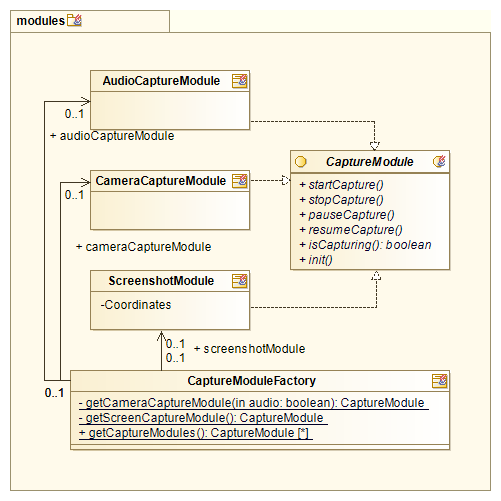 modules
AudioCaptureModule
0..1
+ audioCaptureModule
CaptureModule
+ startCapture()
+ stopCapture()
+ pauseCapture()
+ resumeCapture()
+ isCapturing(): boolean
+ init()
CameraCaptureModule
0..1
+ cameraCaptureModule
ScreenshotModule
-Coordinates
0..1
+ screenshotModule
0..1
0..1
CaptureModuleFactory
- getCameraCaptureModule(in audio: boolean): CaptureModule
- getScreenCaptureModule(): CaptureModule
+ getCaptureModules(): CaptureModule [*]